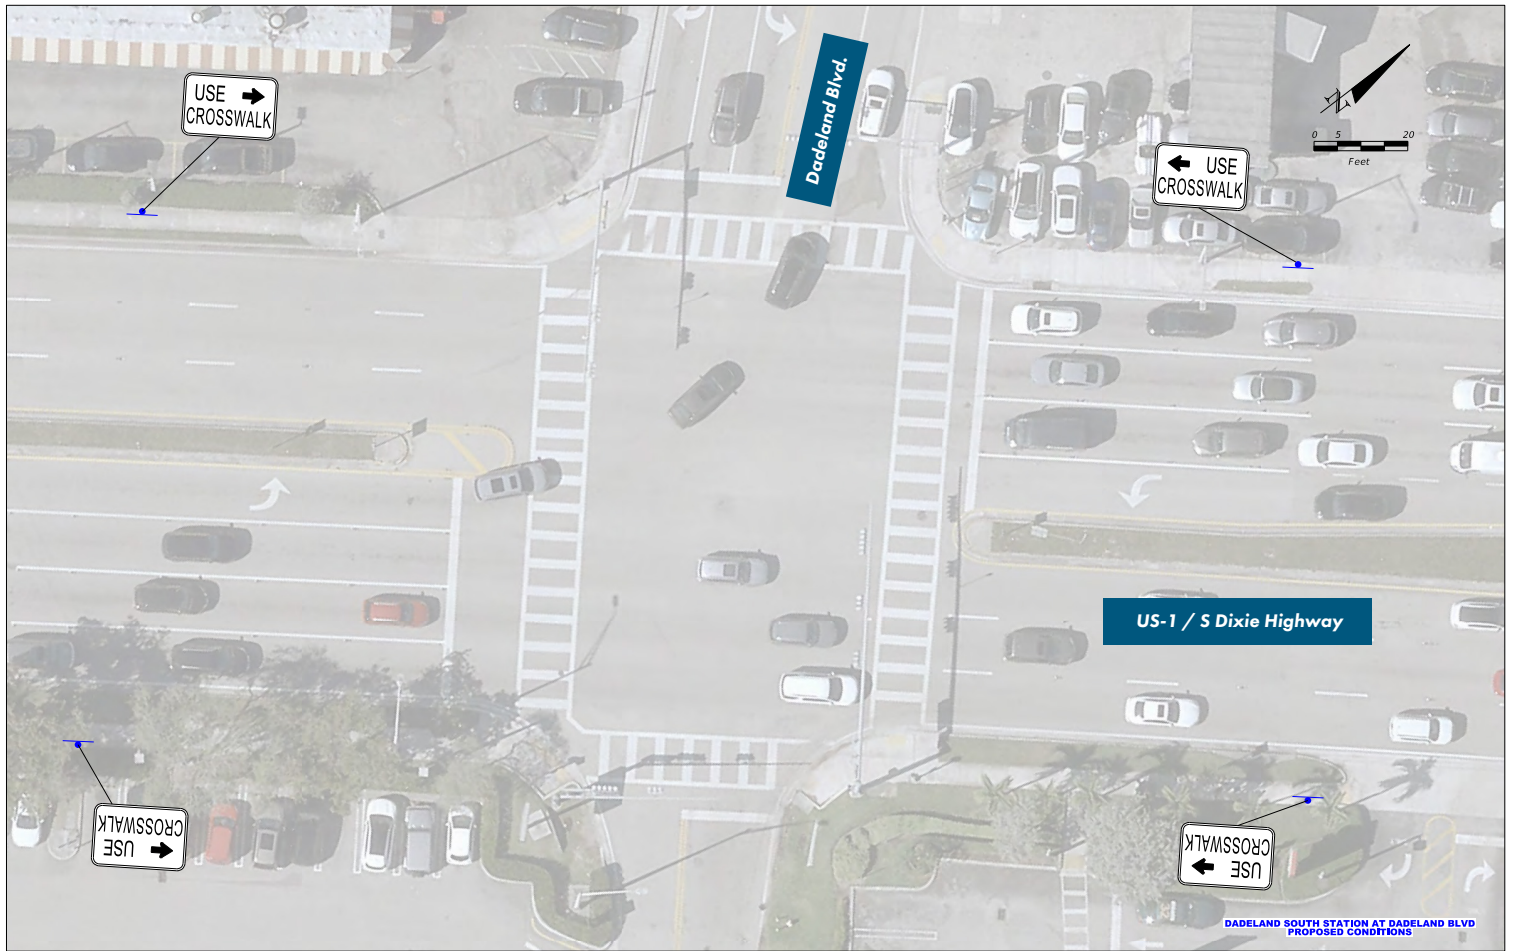 Dadeland Blvd.
USE
CROSSWALK
N
0 5 20
Feet
USE
CROSSWALK
US-1 / S Dixie Highway
USE
CROSSWALK
USE
CROSSWALK
DADELAND SOUTH STATION AT DADELAND BLVD
PROPOSED CONDITIONS